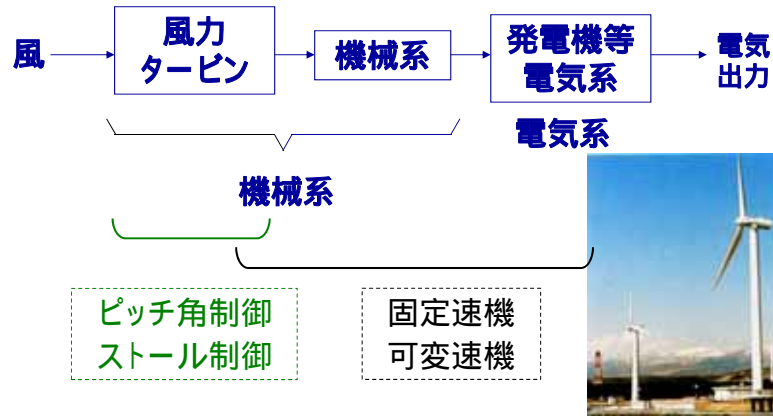 風
風力
タービン
機械系
発電機等
電気系
電気
出力
電気系
機械系
ピッチ角制御
ストール制御
固定速機
可変速機